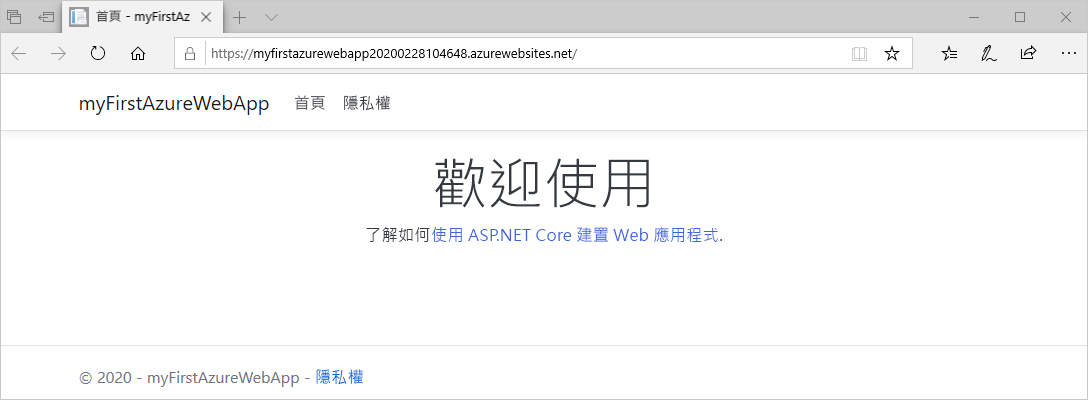 首頁 - myFirstAz
https://myfirstazurewebapp20200228104648.azurewebsites.net/
myFirstAzureWebApp 首頁 隱私權
歡迎使用
了解如何使用 ASP.NET Core 建置 Web 應用程式.
© 2020 - myFirstAzureWebApp - 隱私權